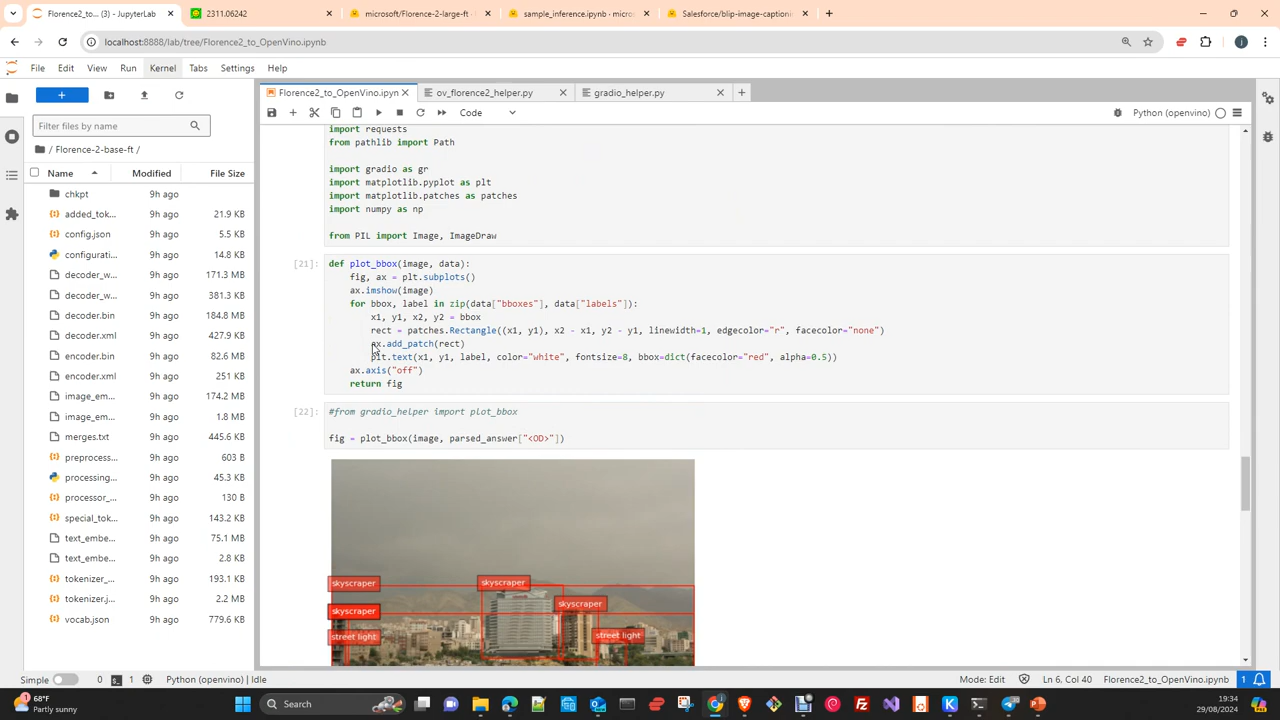 Florence2_to_... (3) - JupyterLab
2311.06242
microsoft/Florence-2-large-ft
sample_inference.ipynb · micros
Salesforce/blip-image-captionin
localhost:8888/lab/tree/Florence2_to_OpenVino.ipynb
File Edit View Run Kernel Tabs Settings Help
Florence2_to_OpenVino.ipyn
ov_florence2_helper.py
gradio_helper.py
Code
Python (openvino)
Filter files by name
/ Florence-2-base-ft /
Name Modified File Size
chkpt 9h ago
added_tok... 9h ago 21.9 KB
config.json 9h ago 5.5 KB
configurati... 9h ago 14.8 KB
decoder_w... 9h ago 171.3 MB
decoder_w... 9h ago 381.3 KB
decoder.bin 9h ago 184.8 MB
decoder.xml 9h ago 427.9 KB
encoder.bin 9h ago 82.6 MB
encoder.xml 9h ago 251 KB
image_em... 9h ago 174.2 MB
image_em... 9h ago 1.8 MB
merges.txt 9h ago 445.6 KB
preprocess... 9h ago 603 B
processing... 9h ago 45.3 KB
processor_... 9h ago 130 B
special_tok... 9h ago 143.2 KB
text_embe... 9h ago 75.1 MB
text_embe... 9h ago 2.8 KB
tokenizer_... 9h ago 193.1 KB
tokenizer.j... 9h ago 2.2 MB
vocab.json 9h ago 779.6 KB
import requests
from pathlib import Path
import gradio as gr
import matplotlib.pyplot as plt
import matplotlib.patches as patches
import numpy as np
from PIL import Image, ImageDraw
[21]: def plot_bbox(image, data):
fig, ax = plt.subplots()
ax.imshow(image)
for bbox, label in zip(data["bboxes"], data["labels"]):
x1, y1, x2, y2 = bbox
rect = patches.Rectangle((x1, y1), x2 - x1, y2 - y1, linewidth=1, edgecolor="r", facecolor="none")
ax.add_patch(rect)
plt.text(x1, y1, label, color="white", fontsize=8, bbox=dict(facecolor="red", alpha=0.5))
ax.axis("off")
return fig
[22]: #from gradio_helper import plot_bbox
fig = plot_bbox(image, parsed_answer["<OD>"])
skyscraper
skyscraper
skyscraper
skyscraper
street light
street light
Simple 0 1 Python (openvino) | Idle
Mode: Edit Ln 6, Col 40 Florence2_to_OpenVino.ipynb 1
68°F
Partly sunny
Search
19:34
29/08/2024